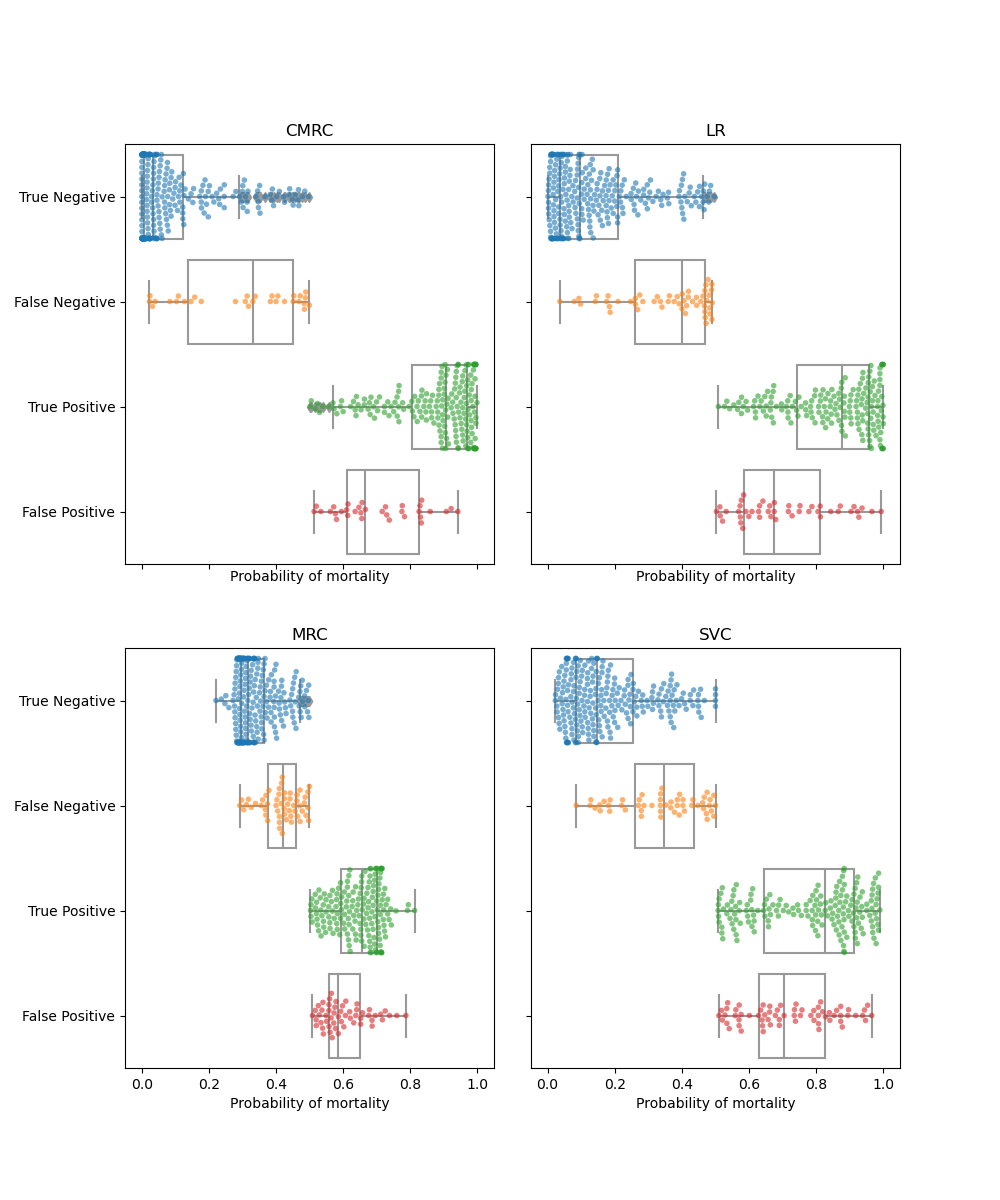 CMRC
LR
True Negative
False Negative
True Positive
False Positive
Probability of mortality
Probability of mortality
MRC
SVC
True Negative
False Negative
True Positive
False Positive
0.0 0.2 0.4 0.6 0.8 1.0
0.0 0.2 0.4 0.6 0.8 1.0
Probability of mortality
Probability of mortality